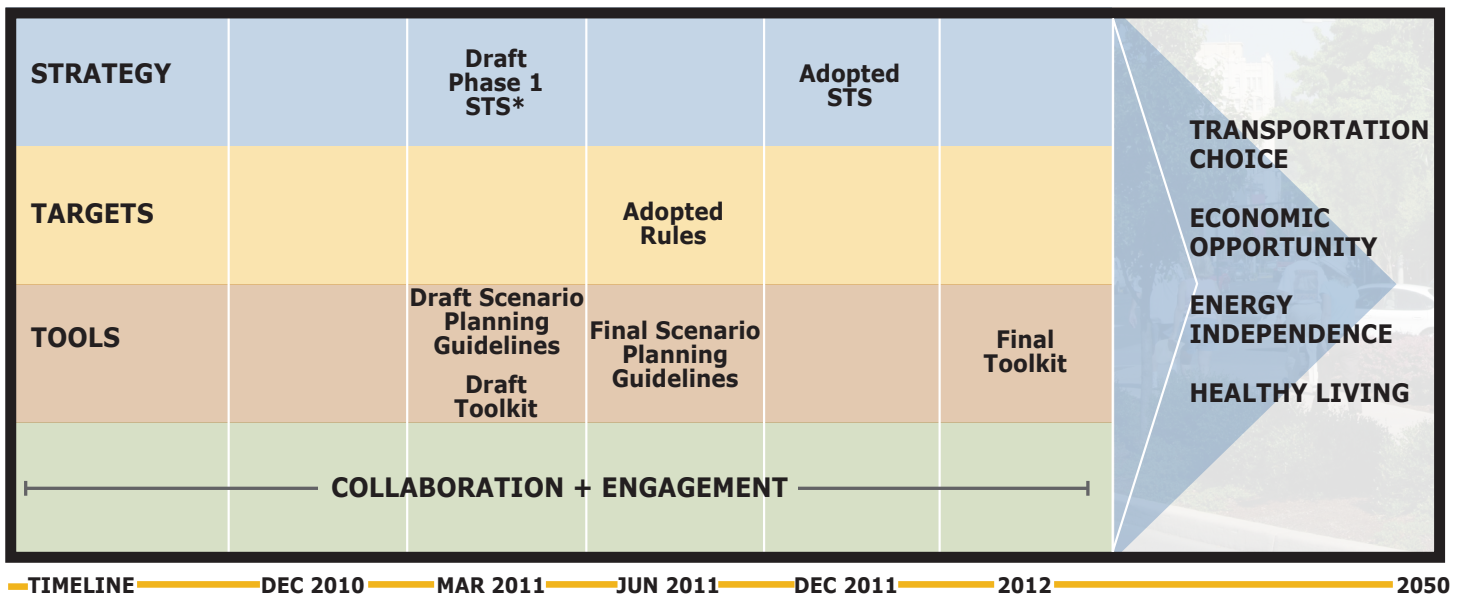 STRATEGY
Draft
Phase 1
STS*
Adopted
STS
TARGETS
Adopted
Rules
TOOLS
Draft Scenario
Planning
Guidelines
Draft
Toolkit
Final Scenario
Planning
Guidelines
Final
Toolkit
COLLABORATION + ENGAGEMENT
TRANSPORTATION
CHOICE
ECONOMIC
OPPORTUNITY
ENERGY
INDEPENDENCE
HEALTHY LIVING
TIMELINE DEC 2010 MAR 2011 JUN 2011 DEC 2011 2012 2050